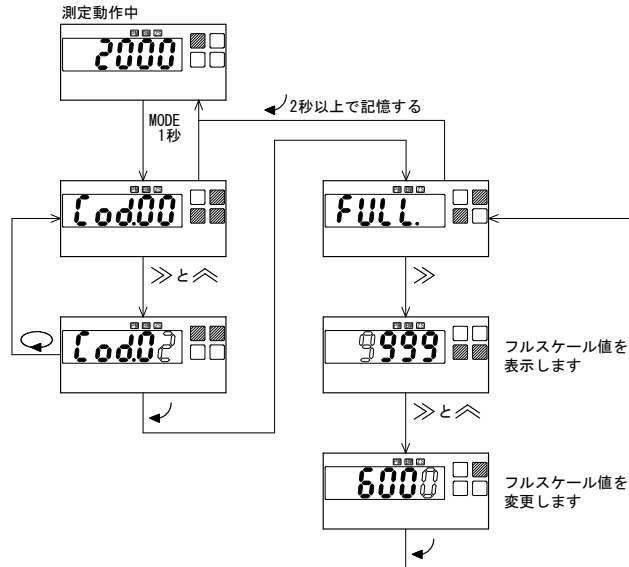 測定動作中
2000
MODE
1秒
2秒以上で記憶する
Cod.00
FULL.
≫と︽
≫
Cod.02
9999
フルスケール値を
表示します
≫と︽
6000
フルスケール値を
変更します